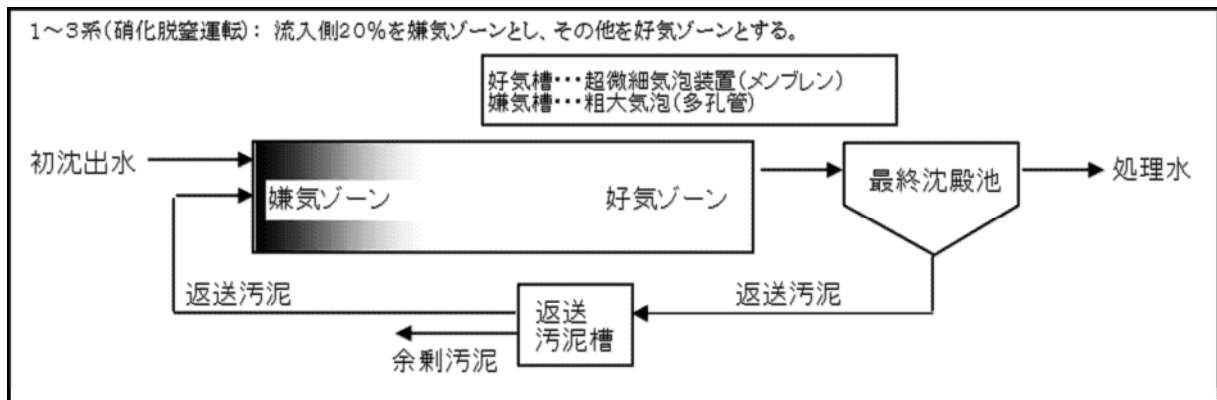 1～3系(硝化脱窒運転)： 流入側20%を嫌気ゾーンとし、その他を好気ゾーンとする。
好気槽・・・超微細気泡装置(メンブレン)
嫌気槽・・・粗大気泡(多孔管)
初沈出水
嫌気ゾーン
好気ゾーン
最終沈殿池
処理水
返送汚泥
返送
汚泥槽
返送汚泥
余剰汚泥